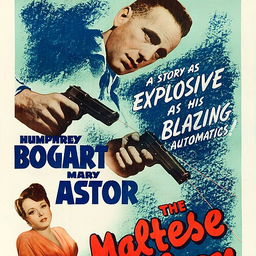 A STORY AS
EXPLOSIVE
AS HIS
BLAZING
AUTOMATICS
HUMPHREY
BOGART
MARY
ASTOR
THE
Maltese